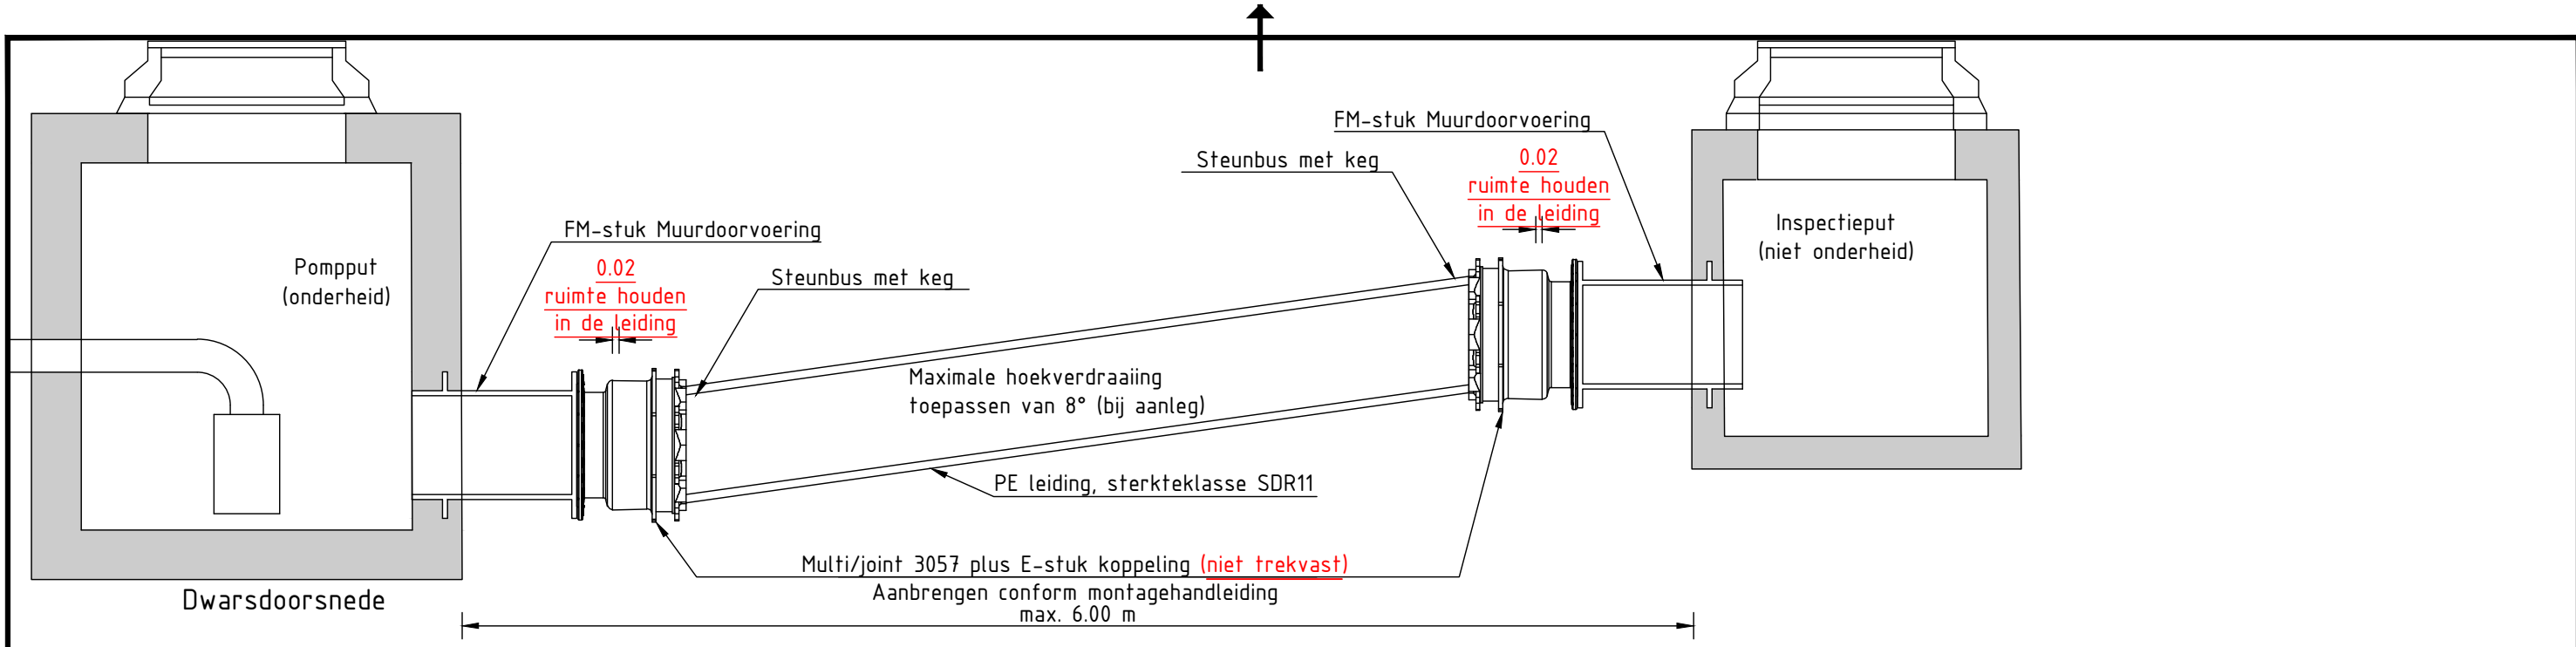 Pompput
(onderheid)
FM-stuk Muurdoorvoering
0.02
ruimte houden
in de leiding
Steunbus met keg
Maximale hoekverdraaiing
toepassen van 8° (bij aanleg)
PE leiding, sterkteklasse SDR11
Steunbus met keg
FM-stuk Muurdoorvoering
0.02
ruimte houden
in de leiding
Inspectieput
(niet onderheid)
Multi/joint 3057 plus E-stuk koppeling (niet trekvast)
Aanbrengen conform montagehandleiding
max. 6.00 m
Dwarsdoorsnede